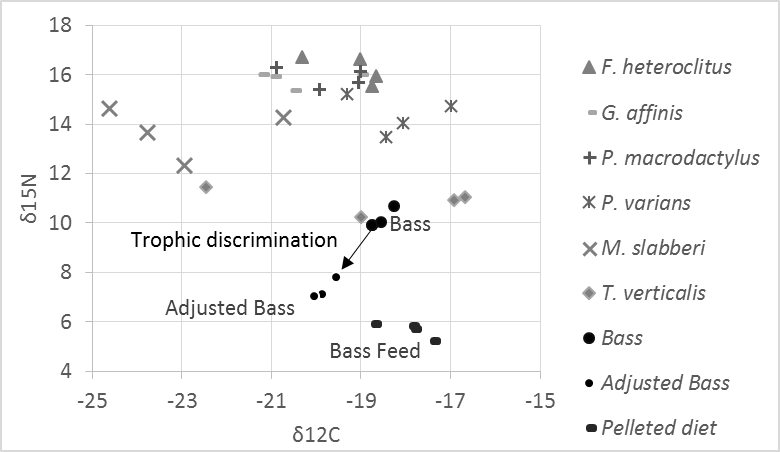 18
16
14
12
10
8
6
4
δ15N
-25 -23 -21 -19 -17 -15
δ12C
Bass
Trophic discrimination
Adjusted Bass
Bass Feed
F. heteroclitus
G. affinis
P. macrodactylus
P. varians
M. slabberi
T. verticalis
Bass
Adjusted Bass
Pelleted diet